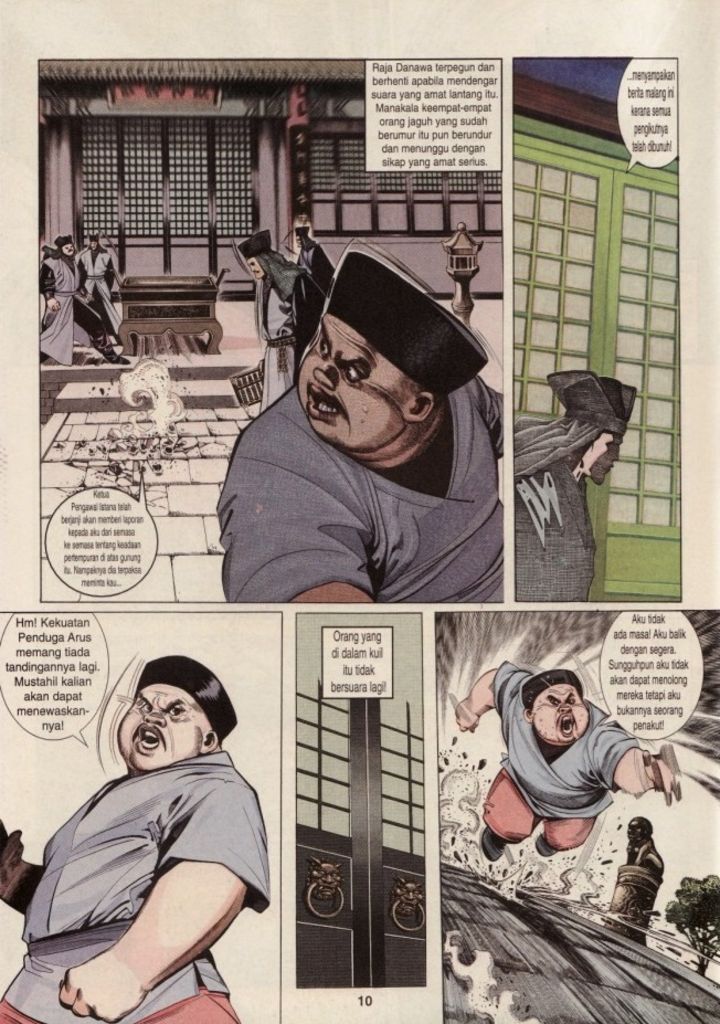 Raja Danawa terpegun dan
berhenti apabila mendengar
suara yang amat lantang itu.
Manakala keempat-empat
orang jaguh yang sudah
berumur itu pun berundur
dan menunggu dengan
sikap yang amat serius.
Ketua
Pengawal Istana telah
berjanji akan memberi laporan
kepada aku dari semasa
ke semasa tentang keadaan
pertempuran di atas gunung
itu. Nampaknya dia terpaksa
meminta kau...
...menyampaikan
berita malang ini
kerana semua
pengikutnya
telah dibunuh!
Hm! Kekuatan
Penduga Arus
memang tiada
tandingannya lagi.
Mustahil kalian
akan dapat
menewaskan-
nya!
Orang yang
di dalam kuil
itu tidak
bersuara lagi!
Aku tidak
ada masa! Aku balik
dengan segera.
Sungguhpun aku tidak
akan dapat menolong
mereka tetapi aku
bukannya seorang
penakut!
10